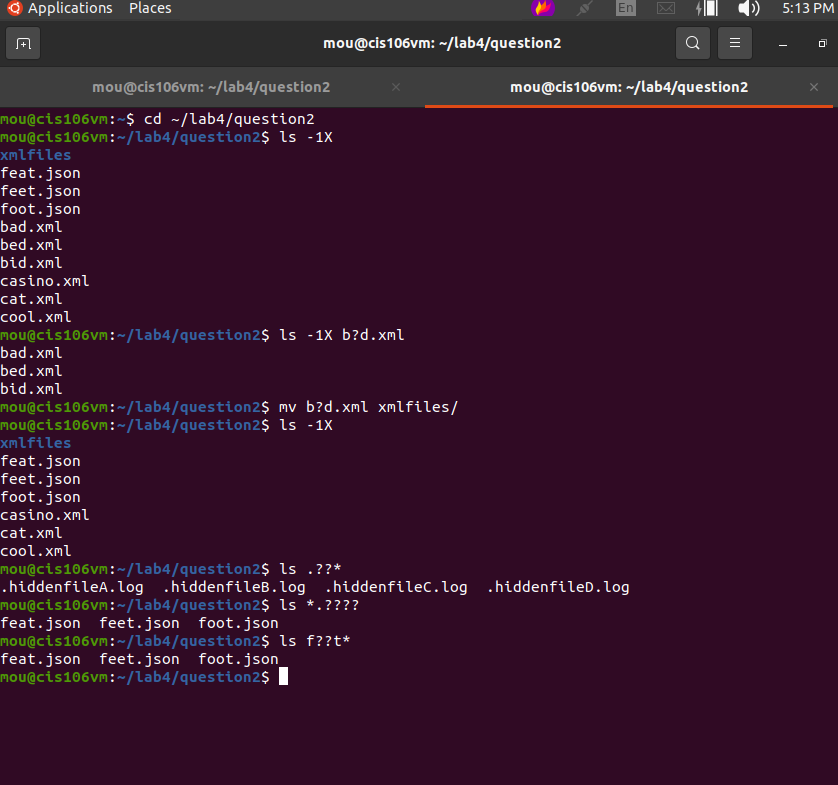 Applications Places En 5:13 PM
mou@cis106vm: ~/lab4/question2
mou@cis106vm: ~/lab4/question2 × mou@cis106vm: ~/lab4/question2 ×
mou@cis106vm:~$ cd ~/lab4/question2
mou@cis106vm:~/lab4/question2$ ls -1X
xmlfiles
feat.json
feet.json
foot.json
bad.xml
bed.xml
bid.xml
casino.xml
cat.xml
cool.xml
mou@cis106vm:~/lab4/question2$ ls -1X b?d.xml
bad.xml
bed.xml
bid.xml
mou@cis106vm:~/lab4/question2$ mv b?d.xml xmlfiles/
mou@cis106vm:~/lab4/question2$ ls -1X
xmlfiles
feat.json
feet.json
foot.json
casino.xml
cat.xml
cool.xml
mou@cis106vm:~/lab4/question2$ ls .??*
.hiddenfileA.log  .hiddenfileB.log  .hiddenfileC.log  .hiddenfileD.log
mou@cis106vm:~/lab4/question2$ ls *.????
feat.json  feet.json  foot.json
mou@cis106vm:~/lab4/question2$ ls f??t*
feat.json  feet.json  foot.json
mou@cis106vm:~/lab4/question2$